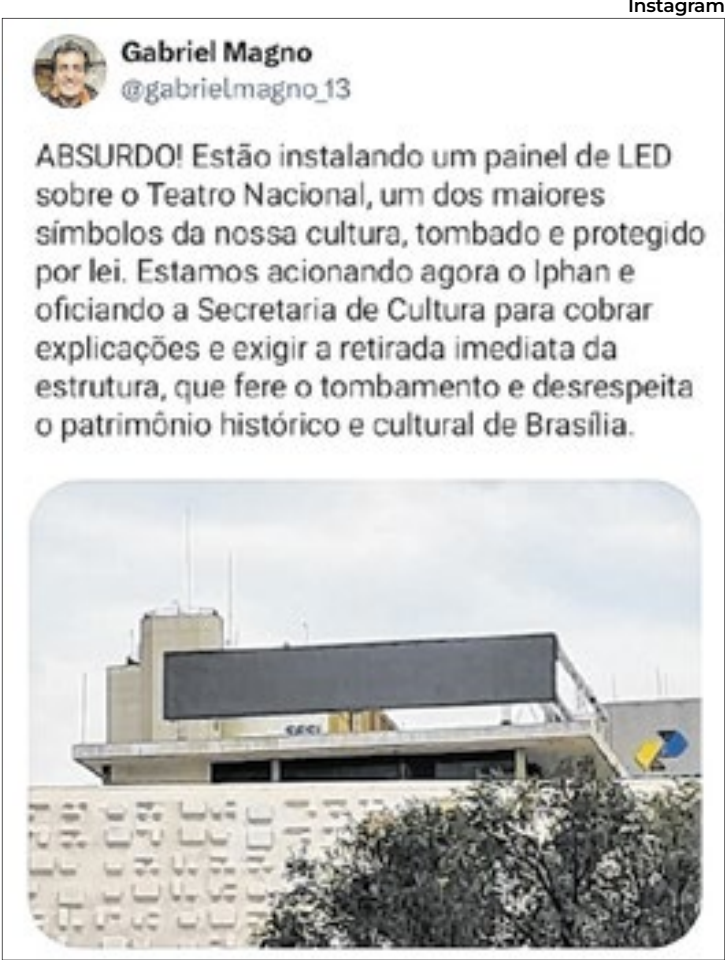 Instagram
Gabriel Magno
@gabrielmagno_13
ABSURDO! Estão instalando um painel de LED
sobre o Teatro Nacional, um dos maiores
símbolos da nossa cultura, tombado e protegido
por lei. Estamos acionando agora o Iphan e
oficiando a Secretaria de Cultura para cobrar
explicações e exigir a retirada imediata da
estrutura, que fere o tombamento e desrespeita
o patrimônio histórico e cultural de Brasília.
SESI